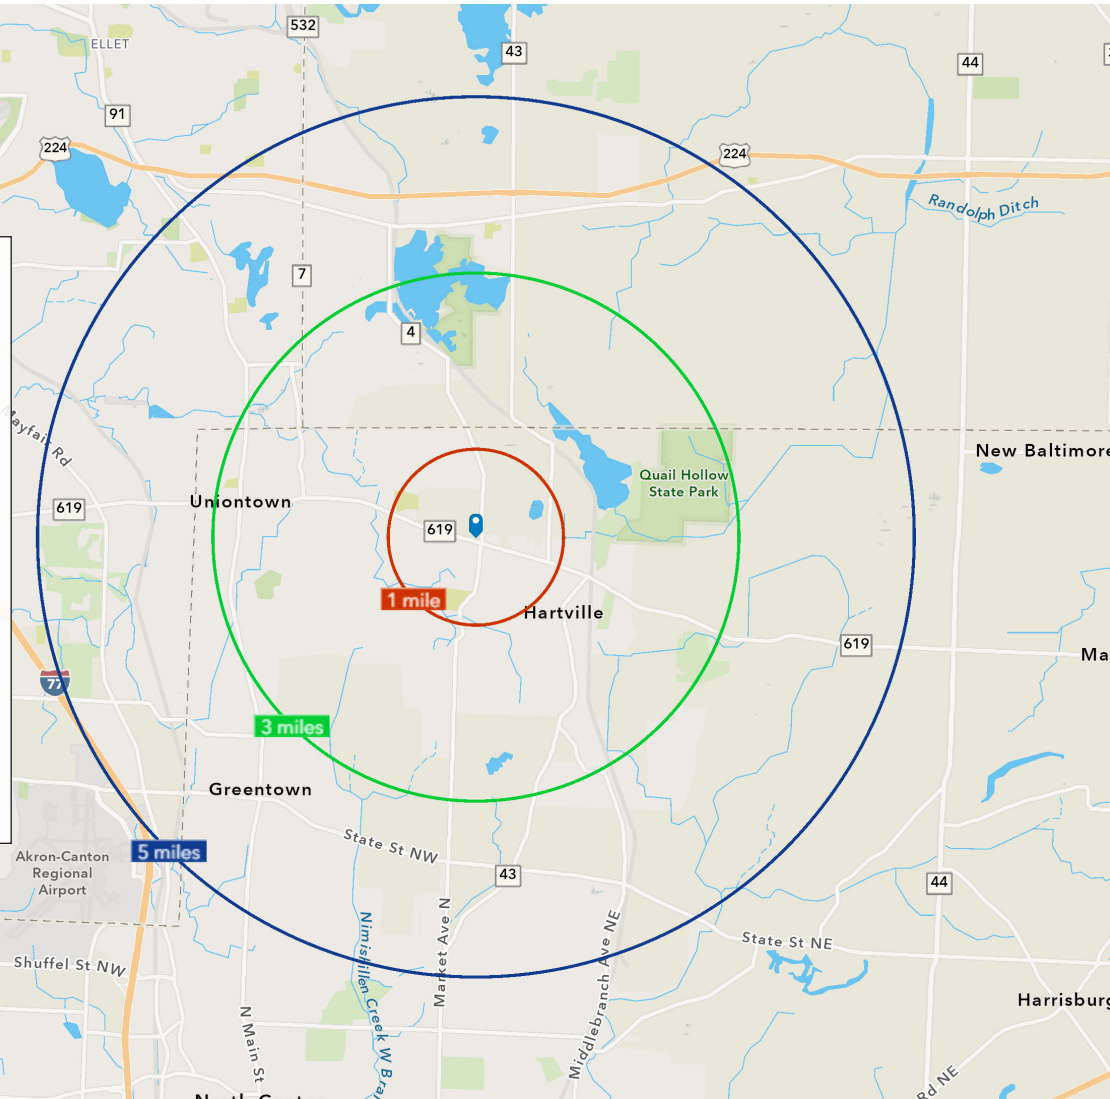 532
ELLET
43
44
91
224
224
Randolph Ditch
7
4
Mayfair Rd
New Baltimore
Quail Hollow
State Park
Uniontown
619
619
1 mile
Hartville
619
77
3 miles
Greentown
State St NW
5 miles
Akron-Canton
Regional
Airport
43
44
Market Ave N
Middlebranch Ave NE
Nimishillen Creek W Bra
State St NE
Shuffel St NW
Harrisburg
N Main St
Rd NE